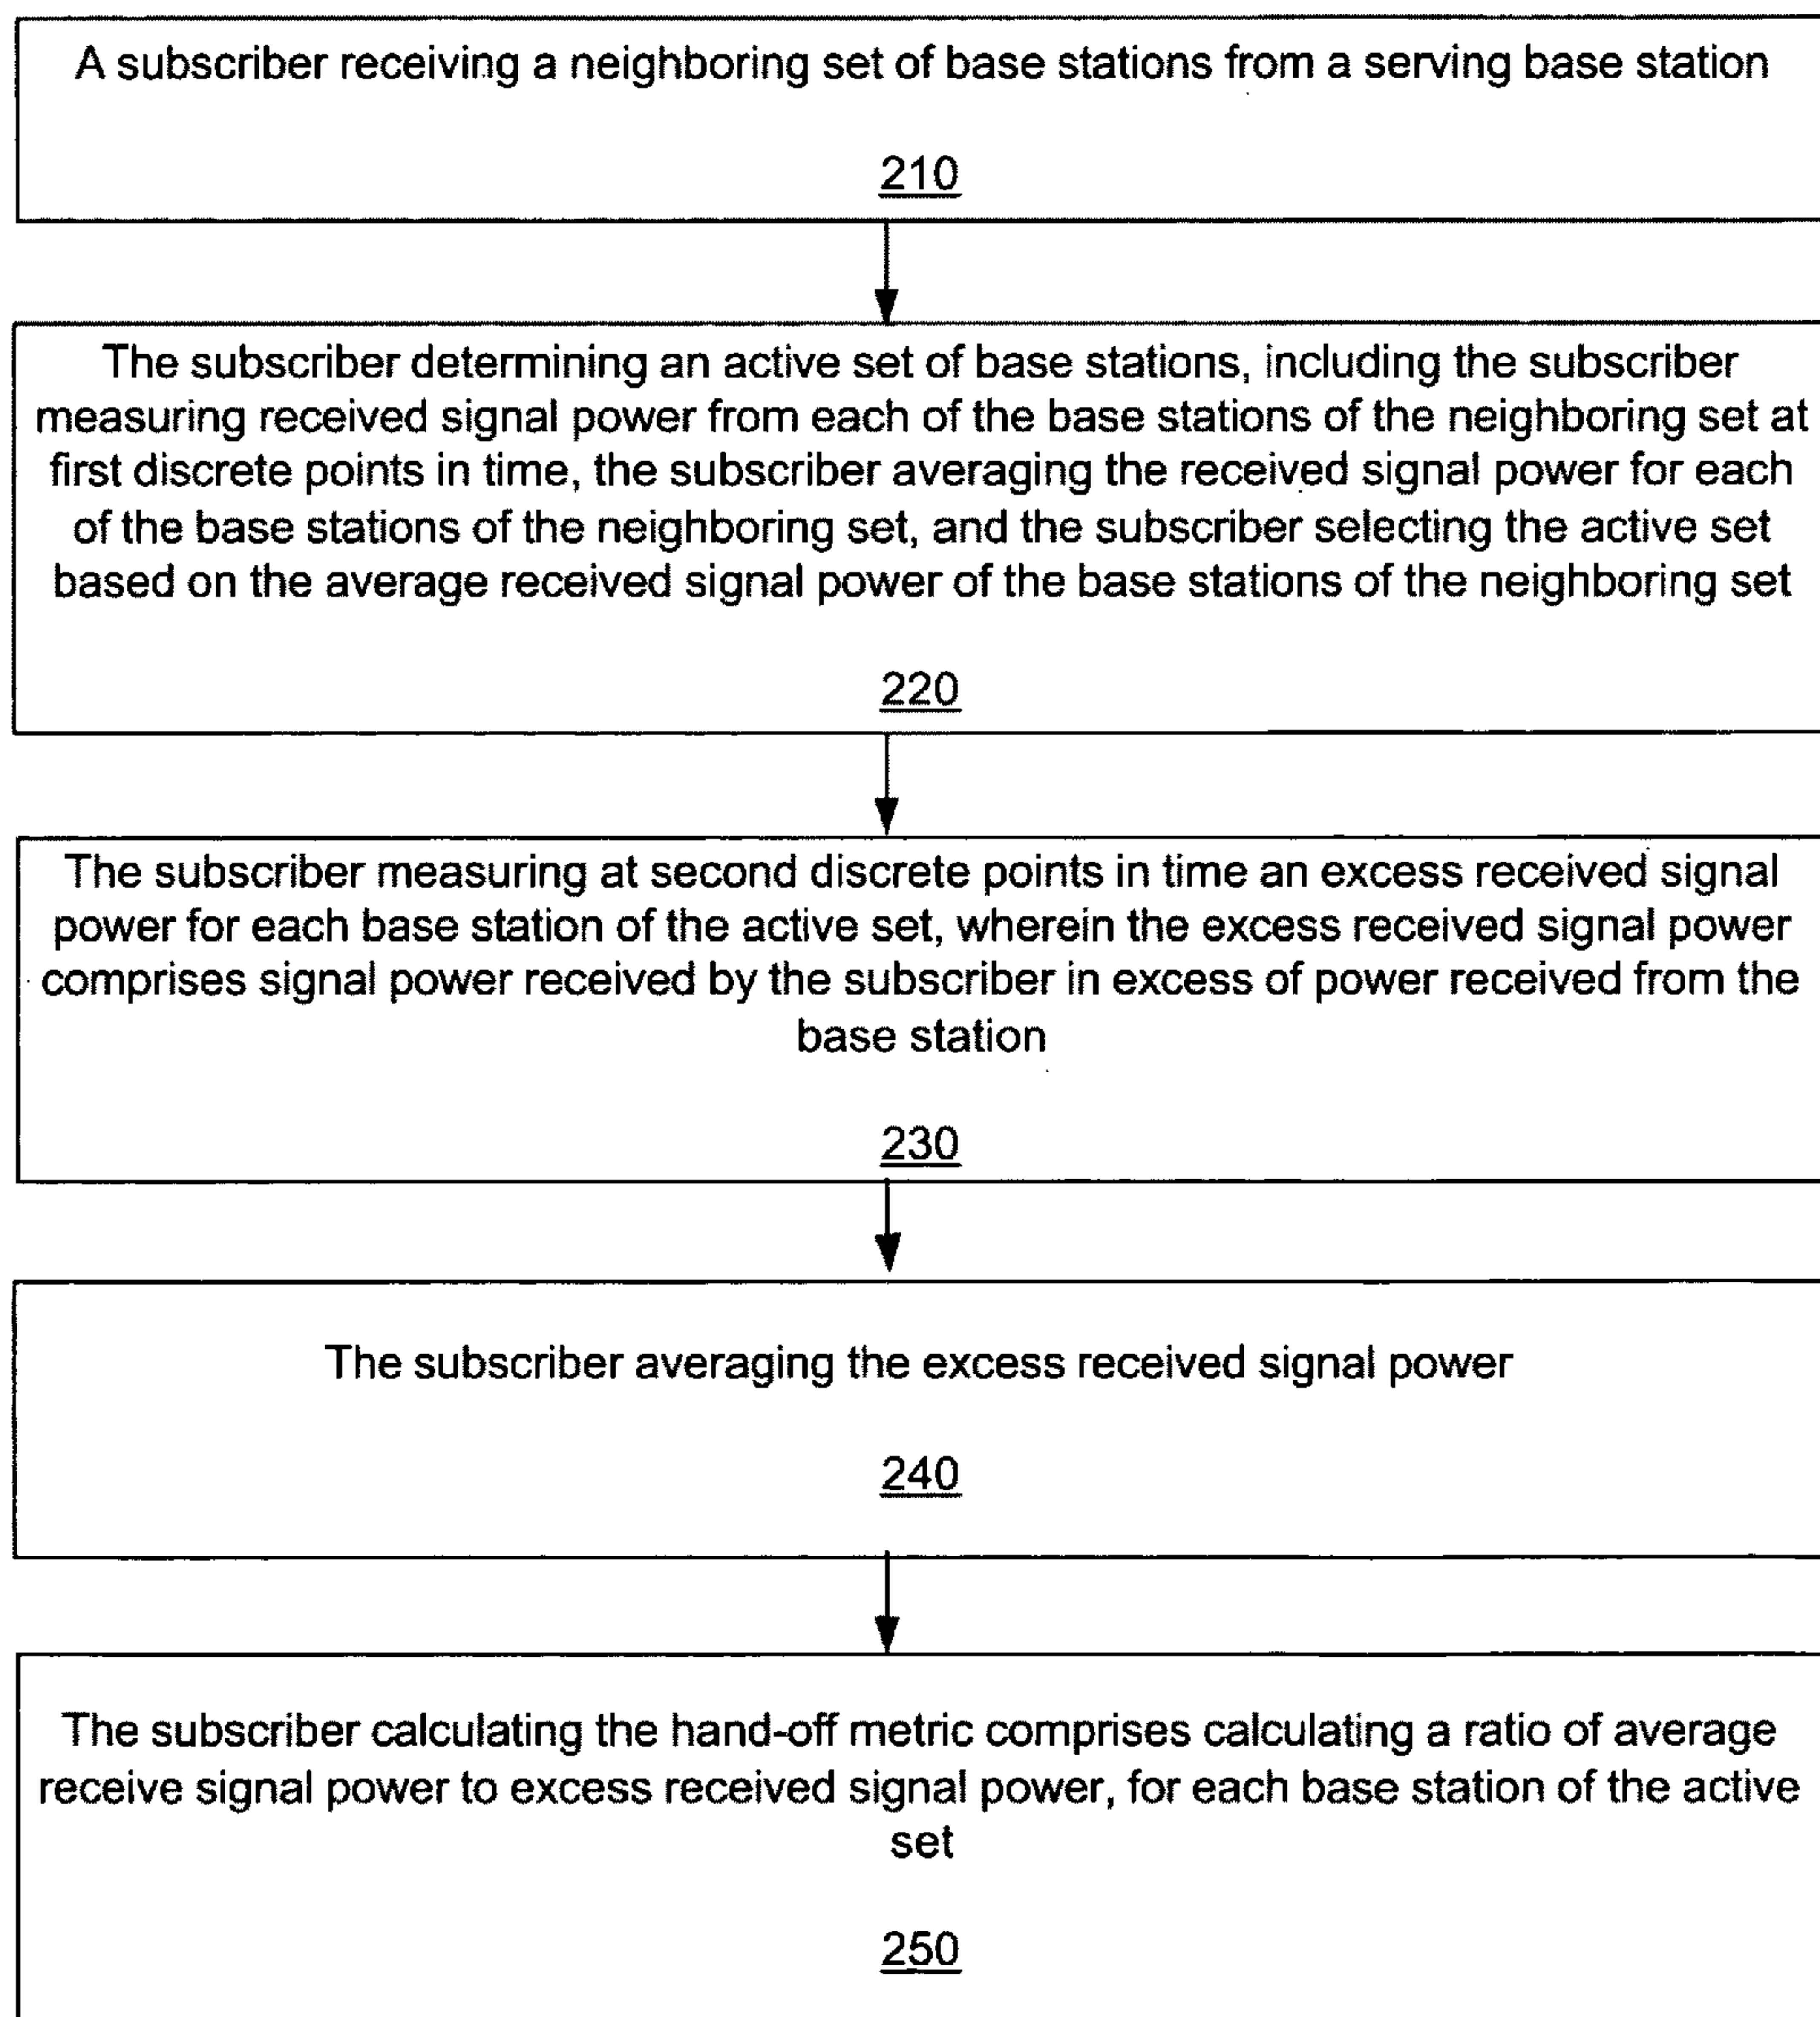 A subscriber receiving a neighboring set of base stations from a serving base station
210
The subscriber determining an active set of base stations, including the subscriber
measuring received signal power from each of the base stations of the neighboring set at
first discrete points in time, the subscriber averaging the received signal power for each
of the base stations of the neighboring set, and the subscriber selecting the active set
based on the average received signal power of the base stations of the neighboring set
220
The subscriber measuring at second discrete points in time an excess received signal
power for each base station of the active set, wherein the excess received signal power
comprises signal power received by the subscriber in excess of power received from the
base station
230
The subscriber averaging the excess received signal power
240
The subscriber calculating the hand-off metric comprises calculating a ratio of average
receive signal power to excess received signal power, for each base station of the active
set
250